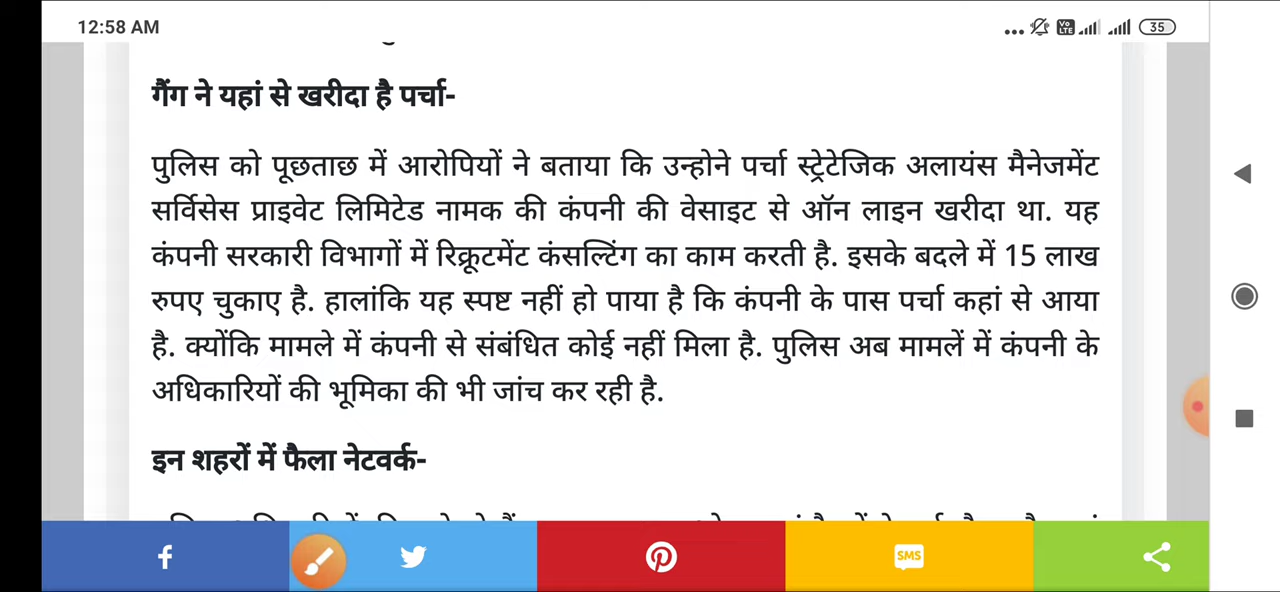 12:58 AM
Vo
LTE
35
गैंग ने यहां से खरीदा है पर्चा-
पुलिस को पूछताछ में आरोपियों ने बताया कि उन्होने पर्चा स्ट्रेटेजिक अलायंस मैनेजमेंट
सर्विसेस प्राइवेट लिमिटेड नामक की कंपनी की वेसाइट से ऑन लाइन खरीदा था. यह
कंपनी सरकारी विभागों में रिक्रूटमेंट कंसल्टिंग का काम करती है. इसके बदले में 15 लाख
रुपए चुकाए है. हालांकि यह स्पष्ट नहीं हो पाया है कि कंपनी के पास पर्चा कहां से आया
है. क्योंकि मामले में कंपनी से संबंधित कोई नहीं मिला है. पुलिस अब मामलें में कंपनी के
अधिकारियों की भूमिका की भी जांच कर रही है.
इन शहरों में फैला नेटवर्क-
SMS